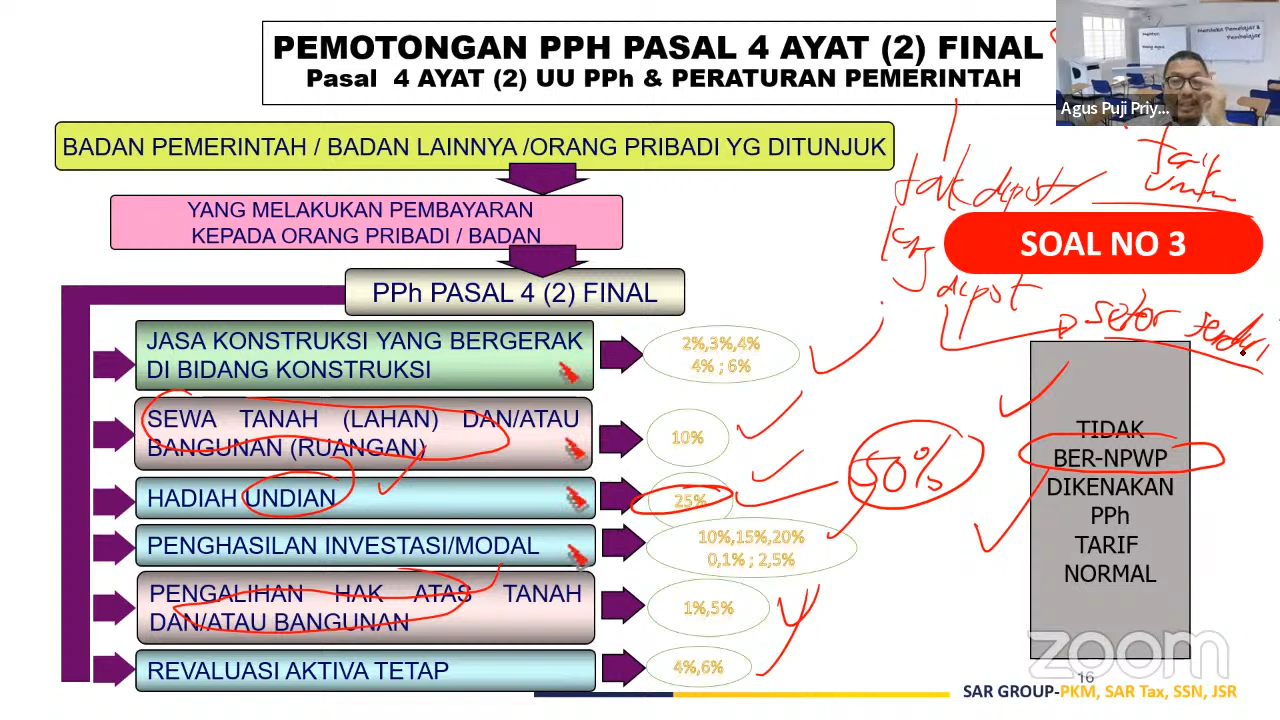 PEMOTONGAN PPH PASAL 4 AYAT (2) FINAL
Pasal 4 AYAT (2) UU PPh & PERATURAN PEMERINTAH
Agus Puji Priy...
BADAN PEMERINTAH / BADAN LAINNYA /ORANG PRIBADI YG DITUNJUK
YANG MELAKUKAN PEMBAYARAN
KEPADA ORANG PRIBADI / BADAN
SOAL NO 3
PPh PASAL 4 (2) FINAL
setor sendiri
JASA KONSTRUKSI YANG BERGERAK
DI BIDANG KONSTRUKSI
2%,3%,4%
4% ; 6%
SEWA TANAH (LAHAN) DAN/ATAU
BANGUNAN (RUANGAN)
10%
HADIAH UNDIAN
25%
50%
PENGHASILAN INVESTASI/MODAL
10%,15%,20%
0,1% ; 2,5%
PENGALIHAN HAK ATAS TANAH
DAN/ATAU BANGUNAN
1%,5%
REVALUASI AKTIVA TETAP
4%,6%
TIDAK
BER-NPWP
DIKENAKAN
PPh
TARIF
NORMAL
zoom
16
SAR GROUP-PKM, SAR Tax, SSN, JSR